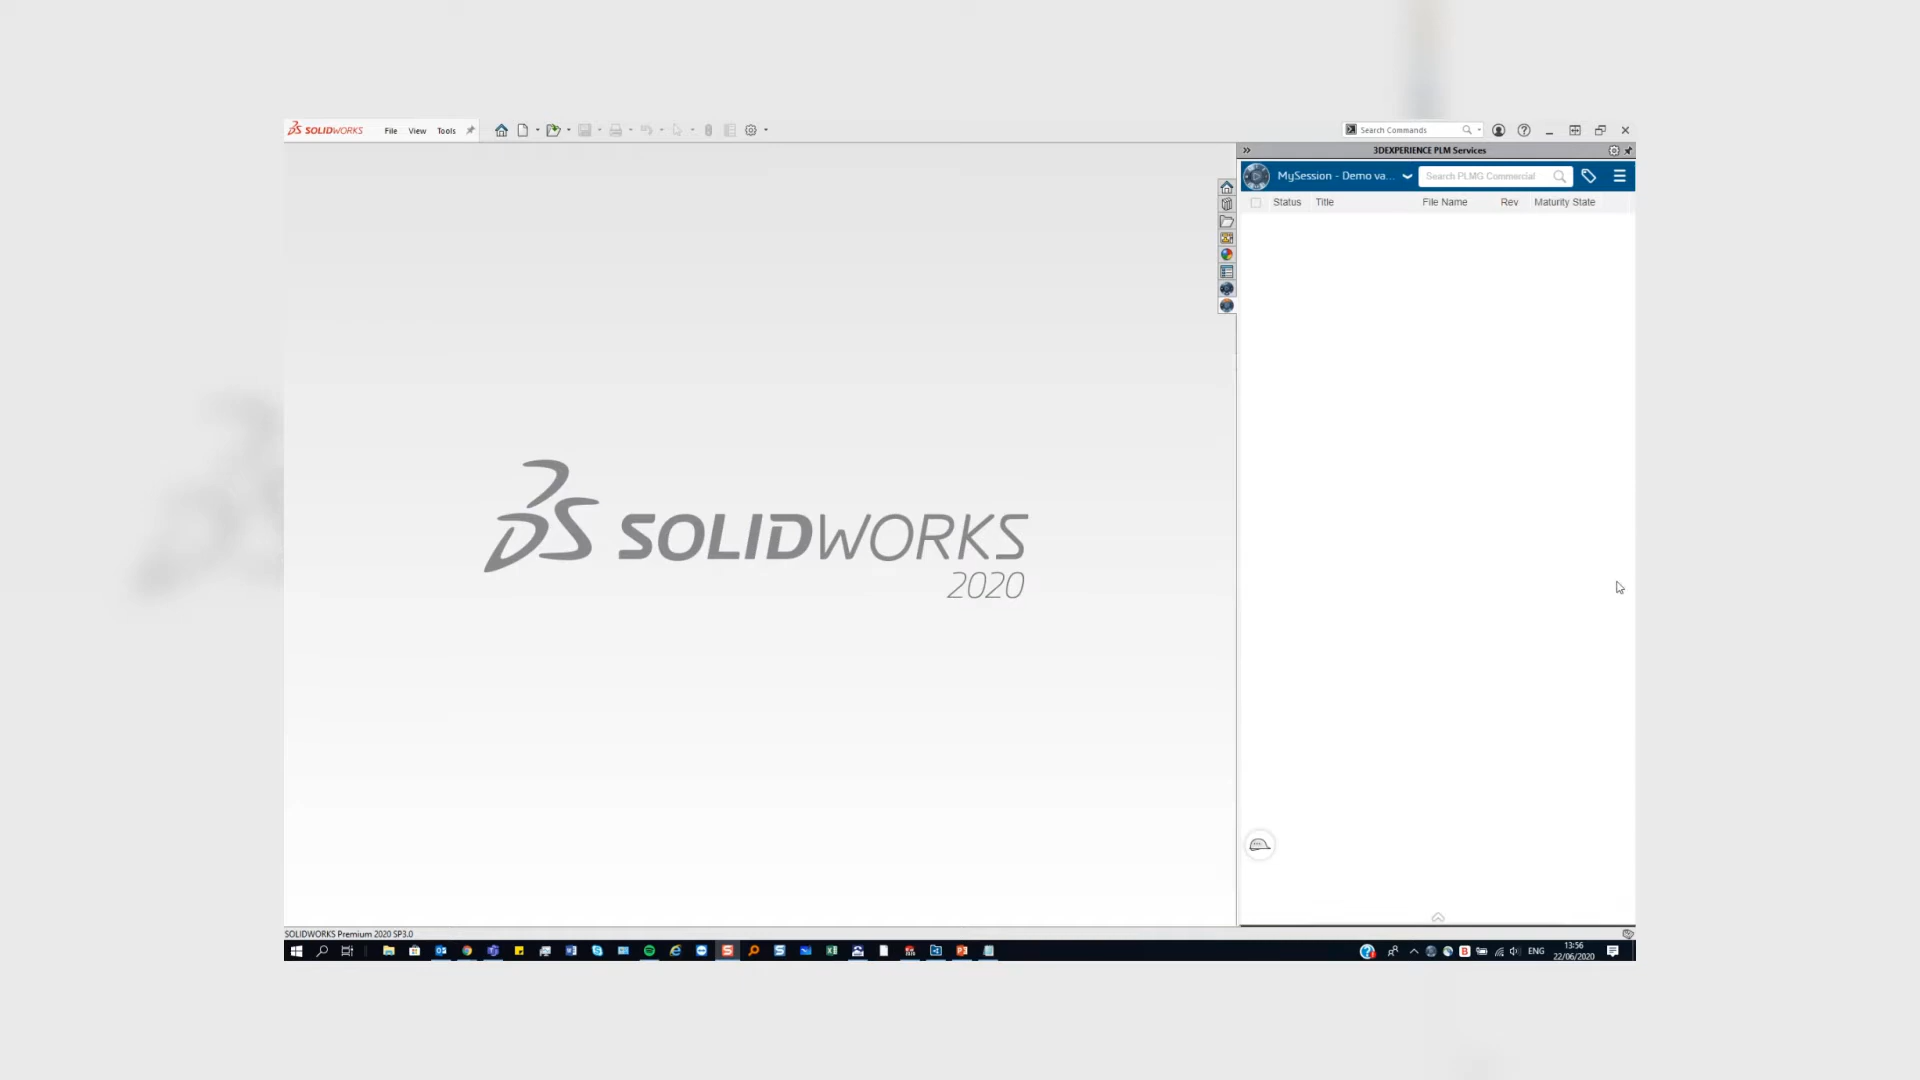 SOLIDWORKS File View Tools Search Commands
3DEXPERIENCE PLM Services
MySession - Demo va... Search PLMG Commercial
Status Title File Name Rev Maturity State
SOLIDWORKS
2020
SOLIDWORKS Premium 2020 SP3.0
ENG 13:56
22/06/2020